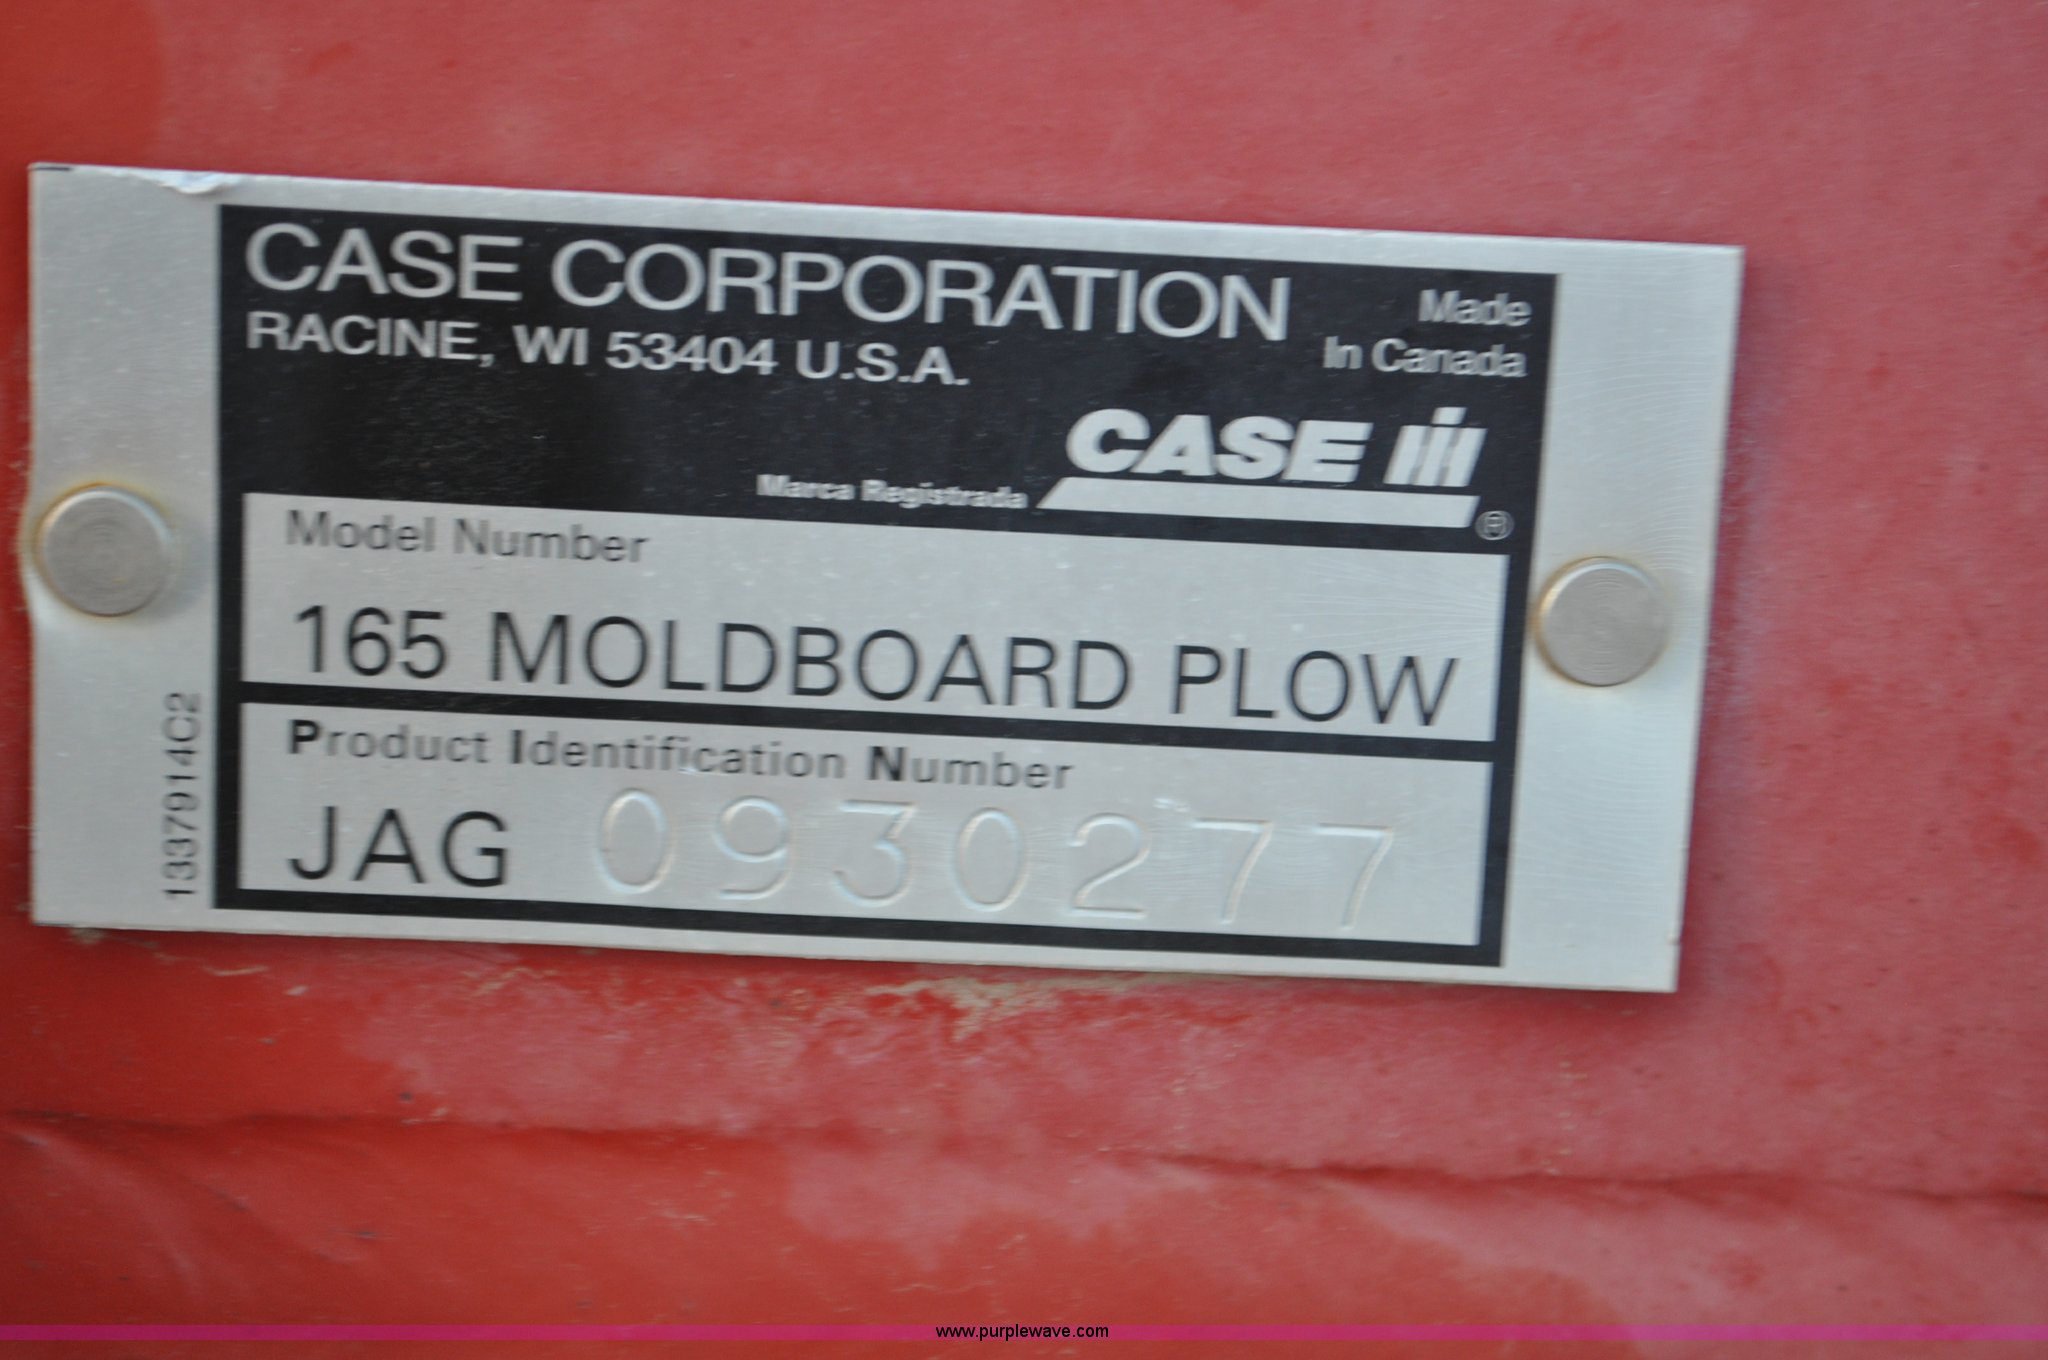 CASE CORPORATION
RACINE, WI 53404 U.S.A.
Made
In Canada
CASE IH
Marca Registrada
®
Model Number
165 MOLDBOARD PLOW
Product Identification Number
JAG 0930277
1337914C2
www.purplewave.com